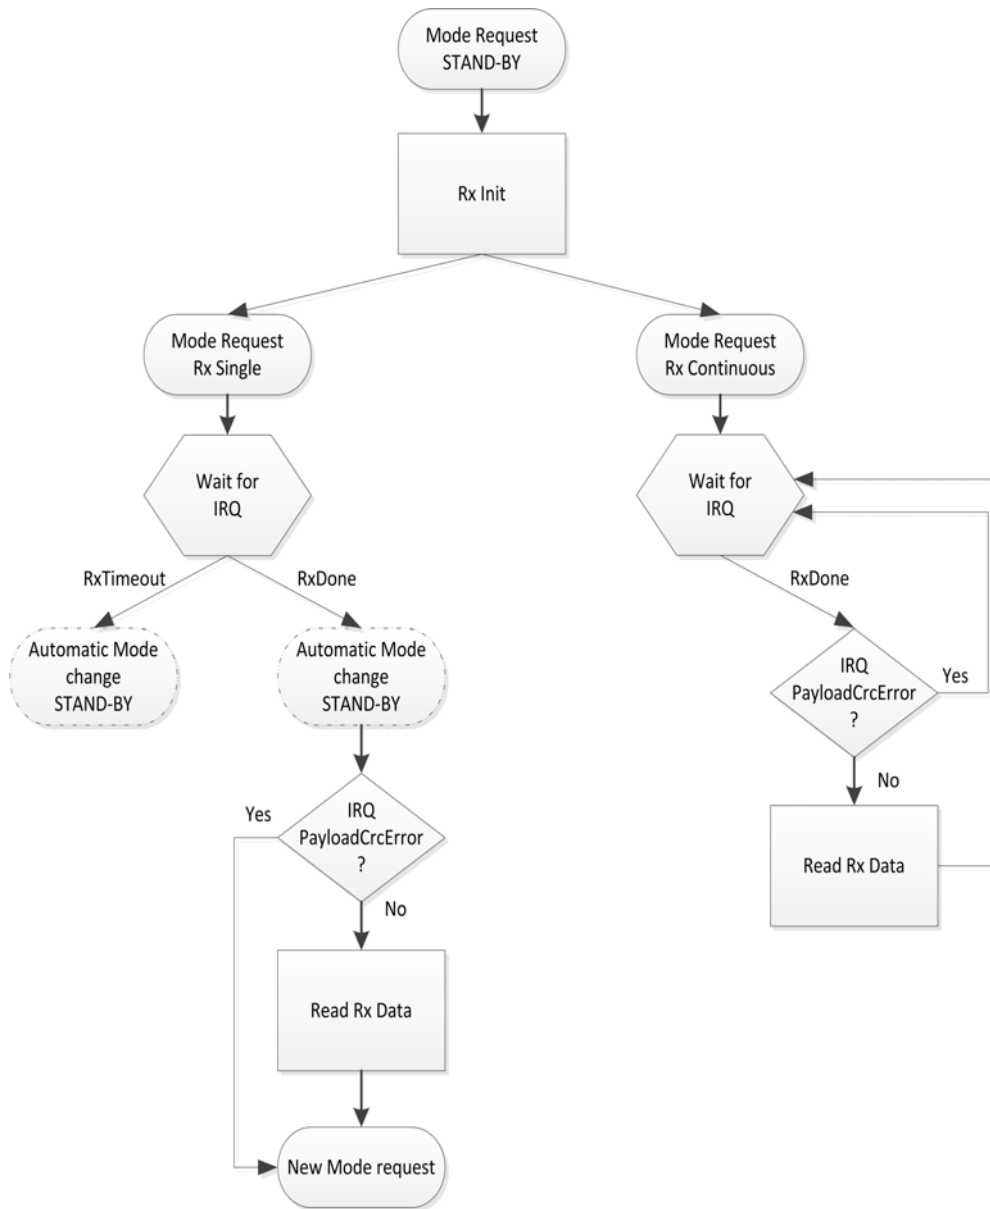 Mode Request
STAND-BY
Rx Init
Mode Request
Rx Single
Mode Request
Rx Continuous
Wait for
IRQ
Wait for
IRQ
RxTimeout
RxDone
RxDone
Automatic Mode
change
STAND-BY
Automatic Mode
change
STAND-BY
IRQ
PayloadCrcError
?
Yes
No
Read Rx Data
Yes
IRQ
PayloadCrcError
?
No
Read Rx Data
New Mode request